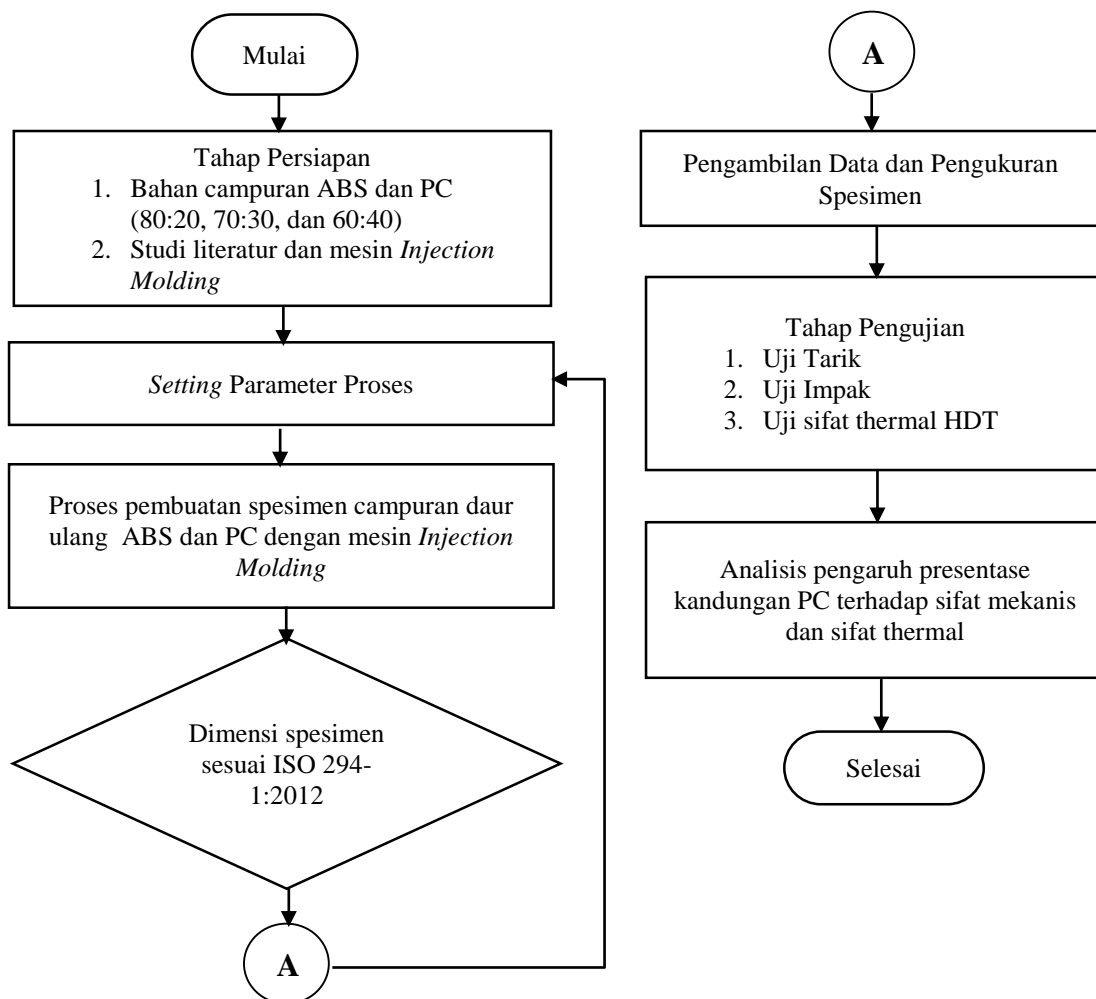 Mulai
Tahap Persiapan
1. Bahan campuran ABS dan PC
(80:20, 70:30, dan 60:40)
2. Studi literatur dan mesin Injection
Molding
Setting Parameter Proses
Proses pembuatan spesimen campuran daur
ulang ABS dan PC dengan mesin Injection
Molding
Dimensi spesimen
sesuai ISO 294-
1:2012
A
A
Pengambilan Data dan Pengukuran
Spesimen
Tahap Pengujian
1. Uji Tarik
2. Uji Impak
3. Uji sifat thermal HDT
Analisis pengaruh presentase
kandungan PC terhadap sifat mekanis
dan sifat thermal
Selesai